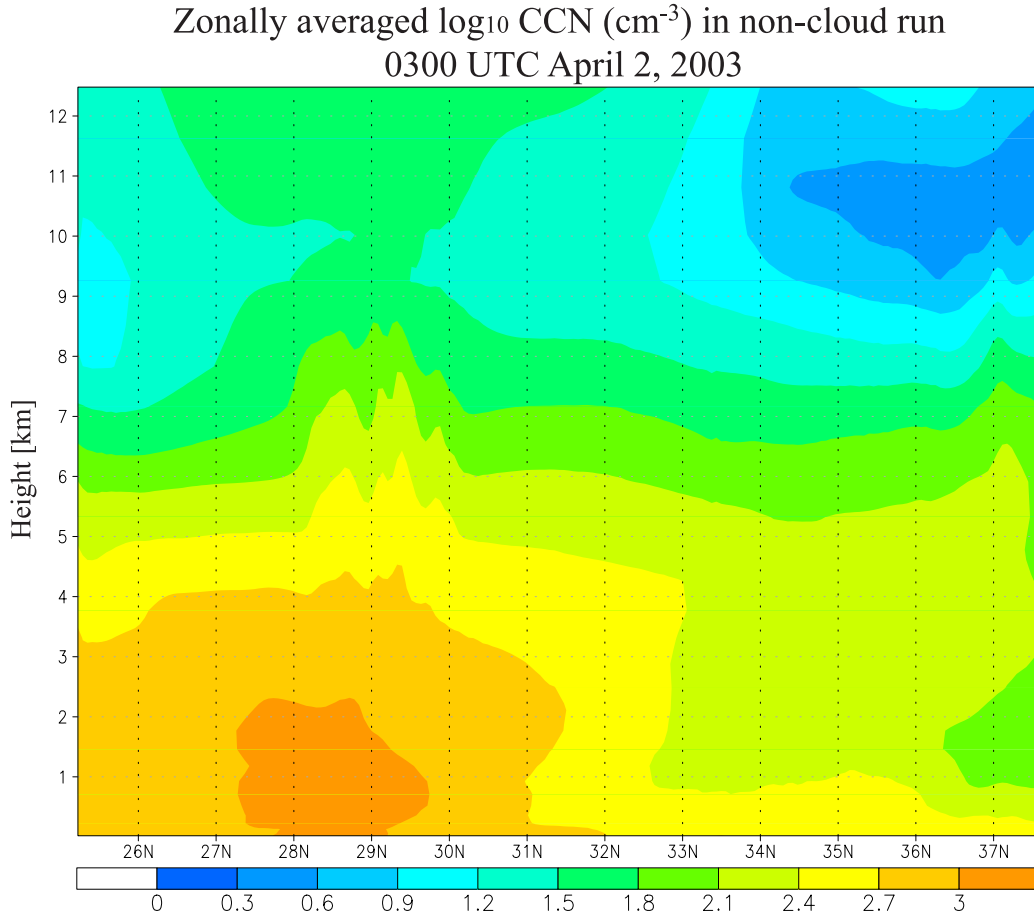 Zonally averaged log10 CCN (cm-3) in non-cloud run
0300 UTC April 2, 2003
Height [km]
12
11
10
9
8
7
6
5
4
3
2
1
26N 27N 28N 29N 30N 31N 32N 33N 34N 35N 36N 37N
0 0.3 0.6 0.9 1.2 1.5 1.8 2.1 2.4 2.7 3